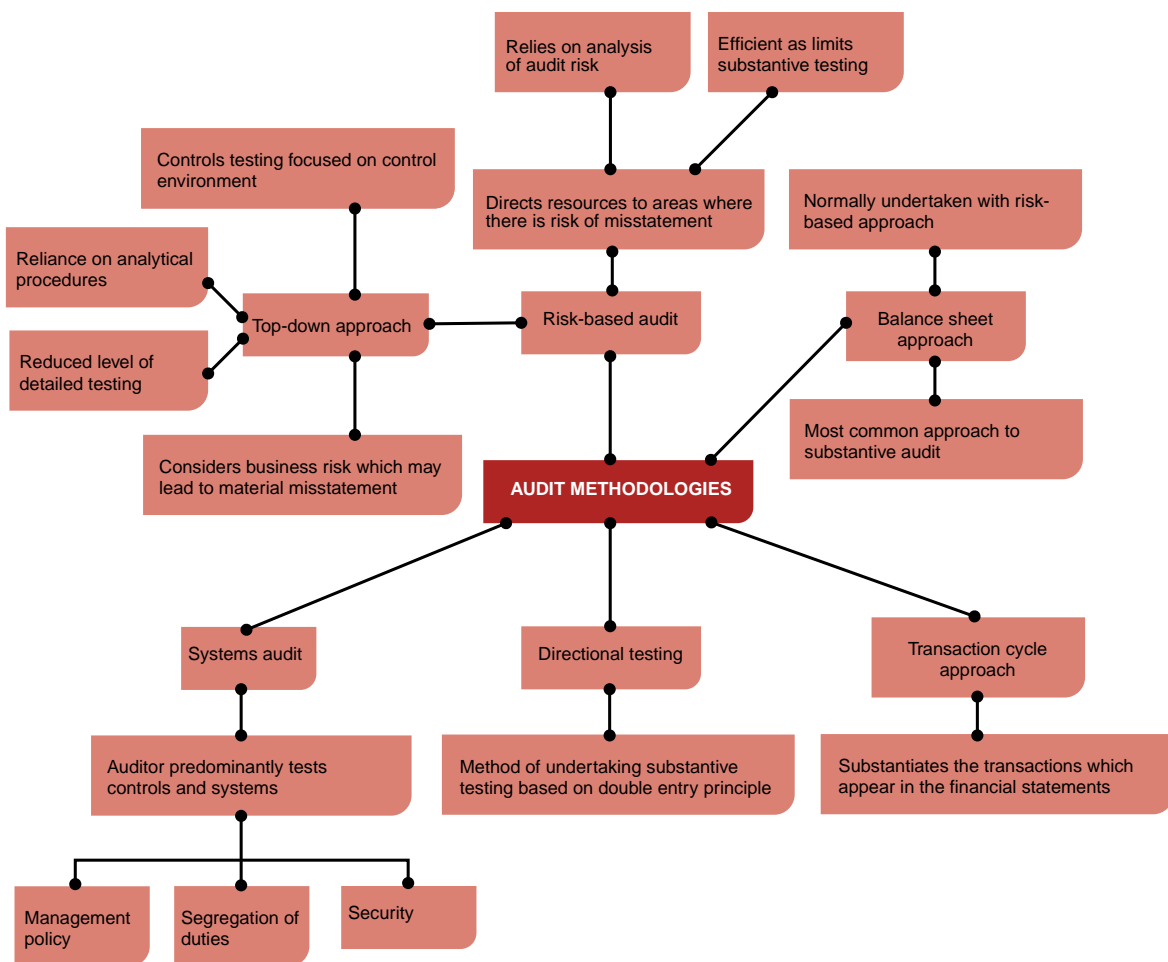 Relies on analysis
of audit risk
Efficient as limits
substantive testing
Controls testing focused on control
environment
Directs resources to areas where
there is risk of misstatement
Normally undertaken with risk-
based approach
Reliance on analytical
procedures
Top-down approach
Risk-based audit
Balance sheet
approach
Reduced level of
detailed testing
Considers business risk which may
lead to material misstatement
Most common approach to
substantive audit
AUDIT METHODOLOGIES
Systems audit
Directional testing
Transaction cycle
approach
Auditor predominantly tests
controls and systems
Method of undertaking substantive
testing based on double entry principle
Substantiates the transactions which
appear in the financial statements
Management
policy
Segregation of
duties
Security